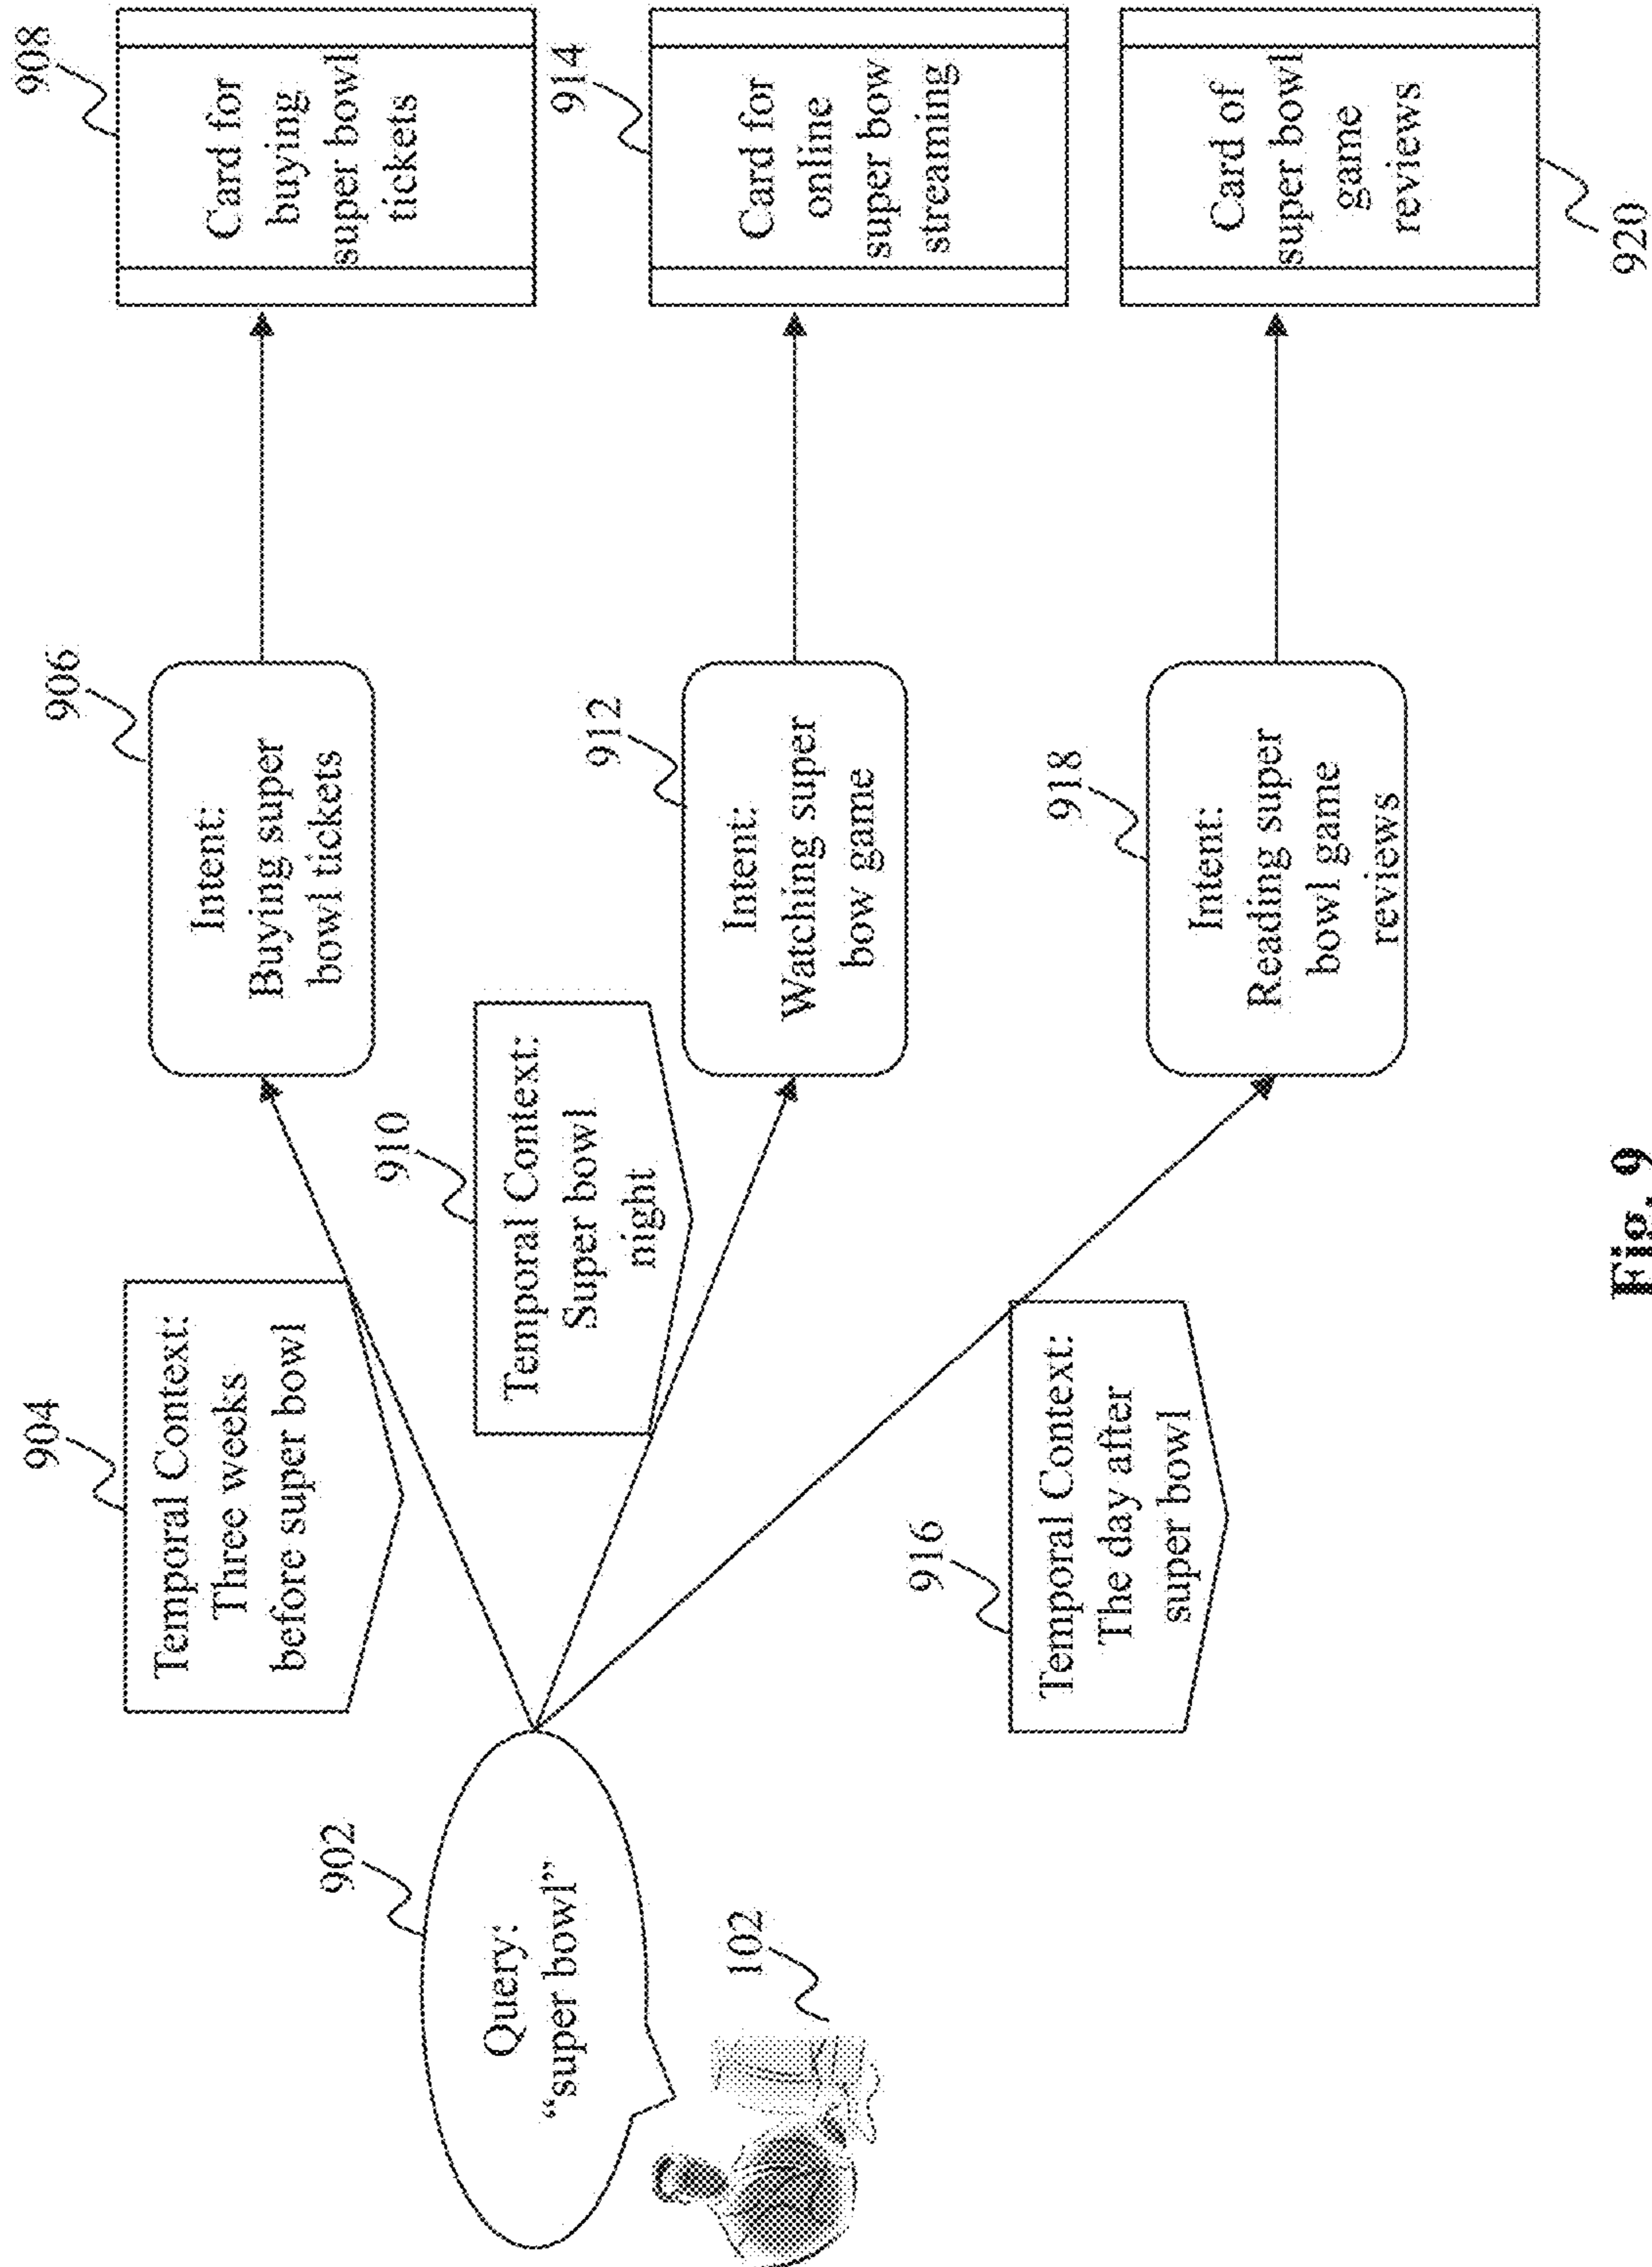 902
Query:
“super bowl”
102
904
Temporal Context:
Three weeks
before super bowl
906
Intent:
Buying super
bowl tickets
908
Card for
buying
super bowl
tickets
910
Temporal Context:
Super bowl
night
912
Intent:
Watching super
bow game
914
Card for
online
super bow
streaming
916
Temporal Context:
The day after
super bowl
918
Intent:
Reading super
bowl game
reviews
920
Card of
super bowl
game
reviews
Fig. 9